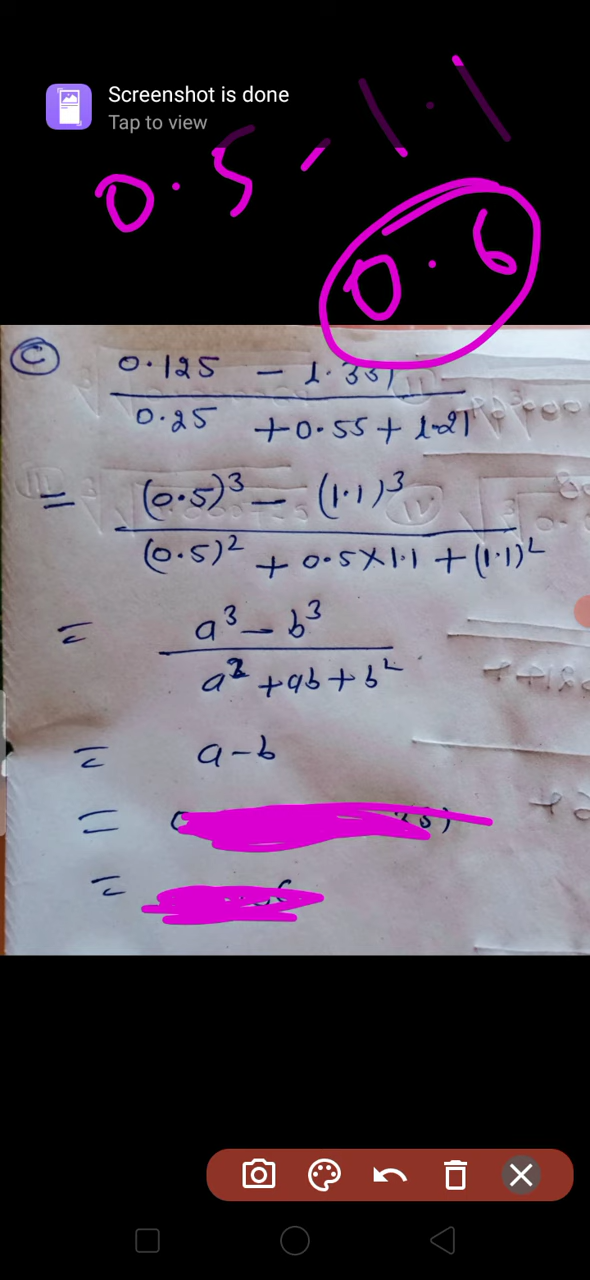 Screenshot is done
Tap to view
0.5 - 1.1
0.6
C
0.125 - 1.331
0.25 + 0.55 + 1.21
= (0.5)³ - (1.1)³
(0.5)² + 0.5×1.1 + (1.1)²
= a³ - b³
a² + ab + b²
= a - b
=
=